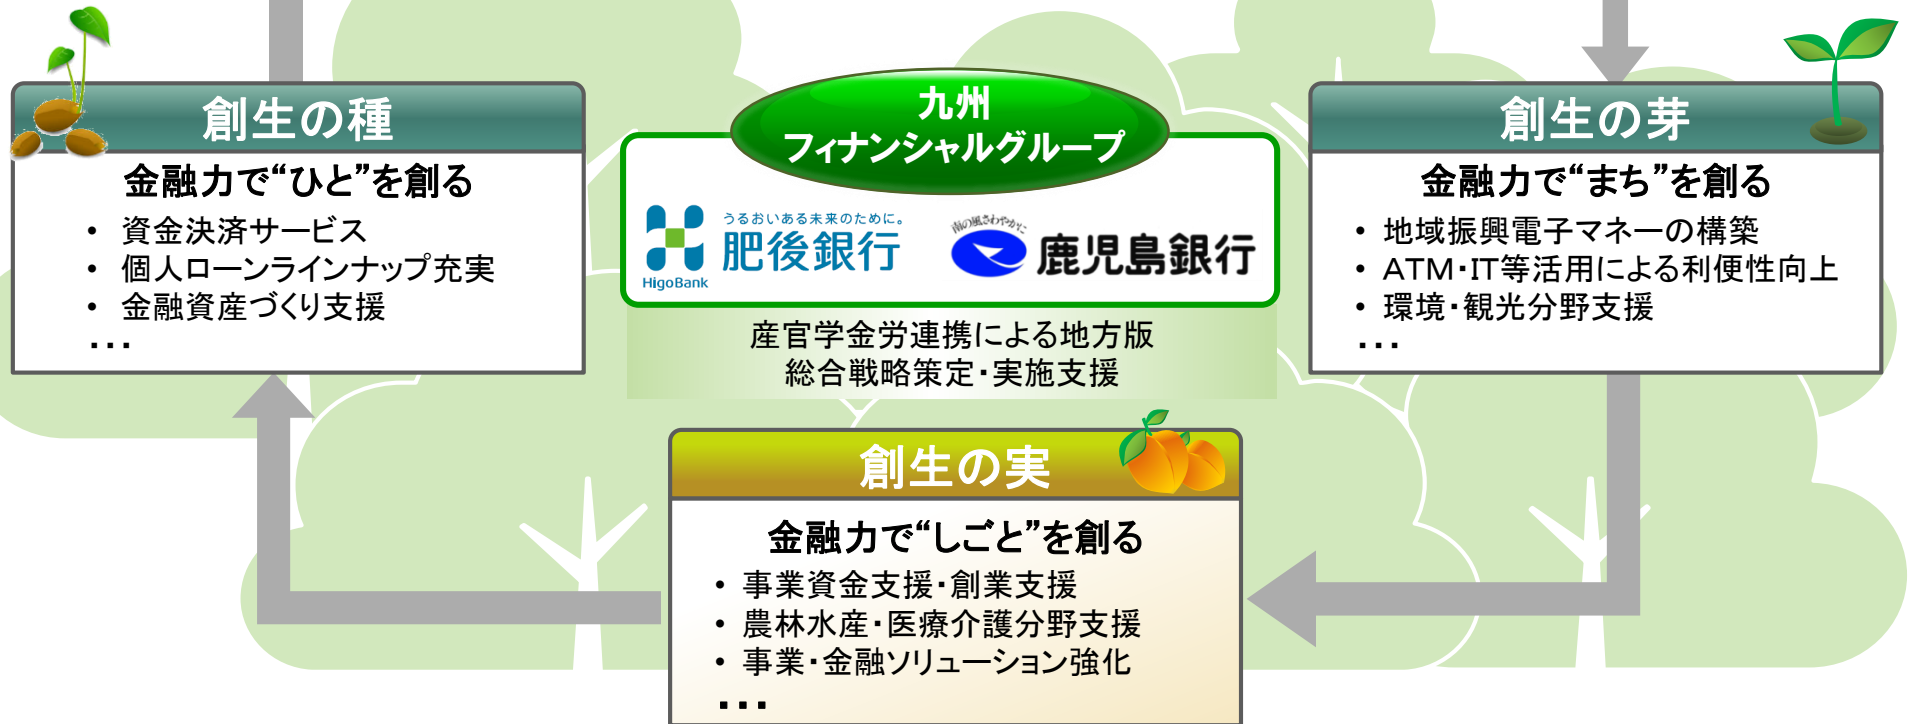 創生の種
金融力で“ひと”を創る
• 資金決済サービス
• 個人ローンラインナップ充実
• 金融資産づくり支援
・・・
九州
フィナンシャルグループ
うるおいある未来のために。
肥後銀行
HigoBank
南の風さわやかに
鹿児島銀行
産官学金労連携による地方版
総合戦略策定・実施支援
創生の芽
金融力で“まち”を創る
• 地域振興電子マネーの構築
• ATM・IT等活用による利便性向上
• 環境・観光分野支援
・・・
創生の実
金融力で“しごと”を創る
• 事業資金支援・創業支援
• 農林水産・医療介護分野支援
• 事業・金融ソリューション強化
・・・